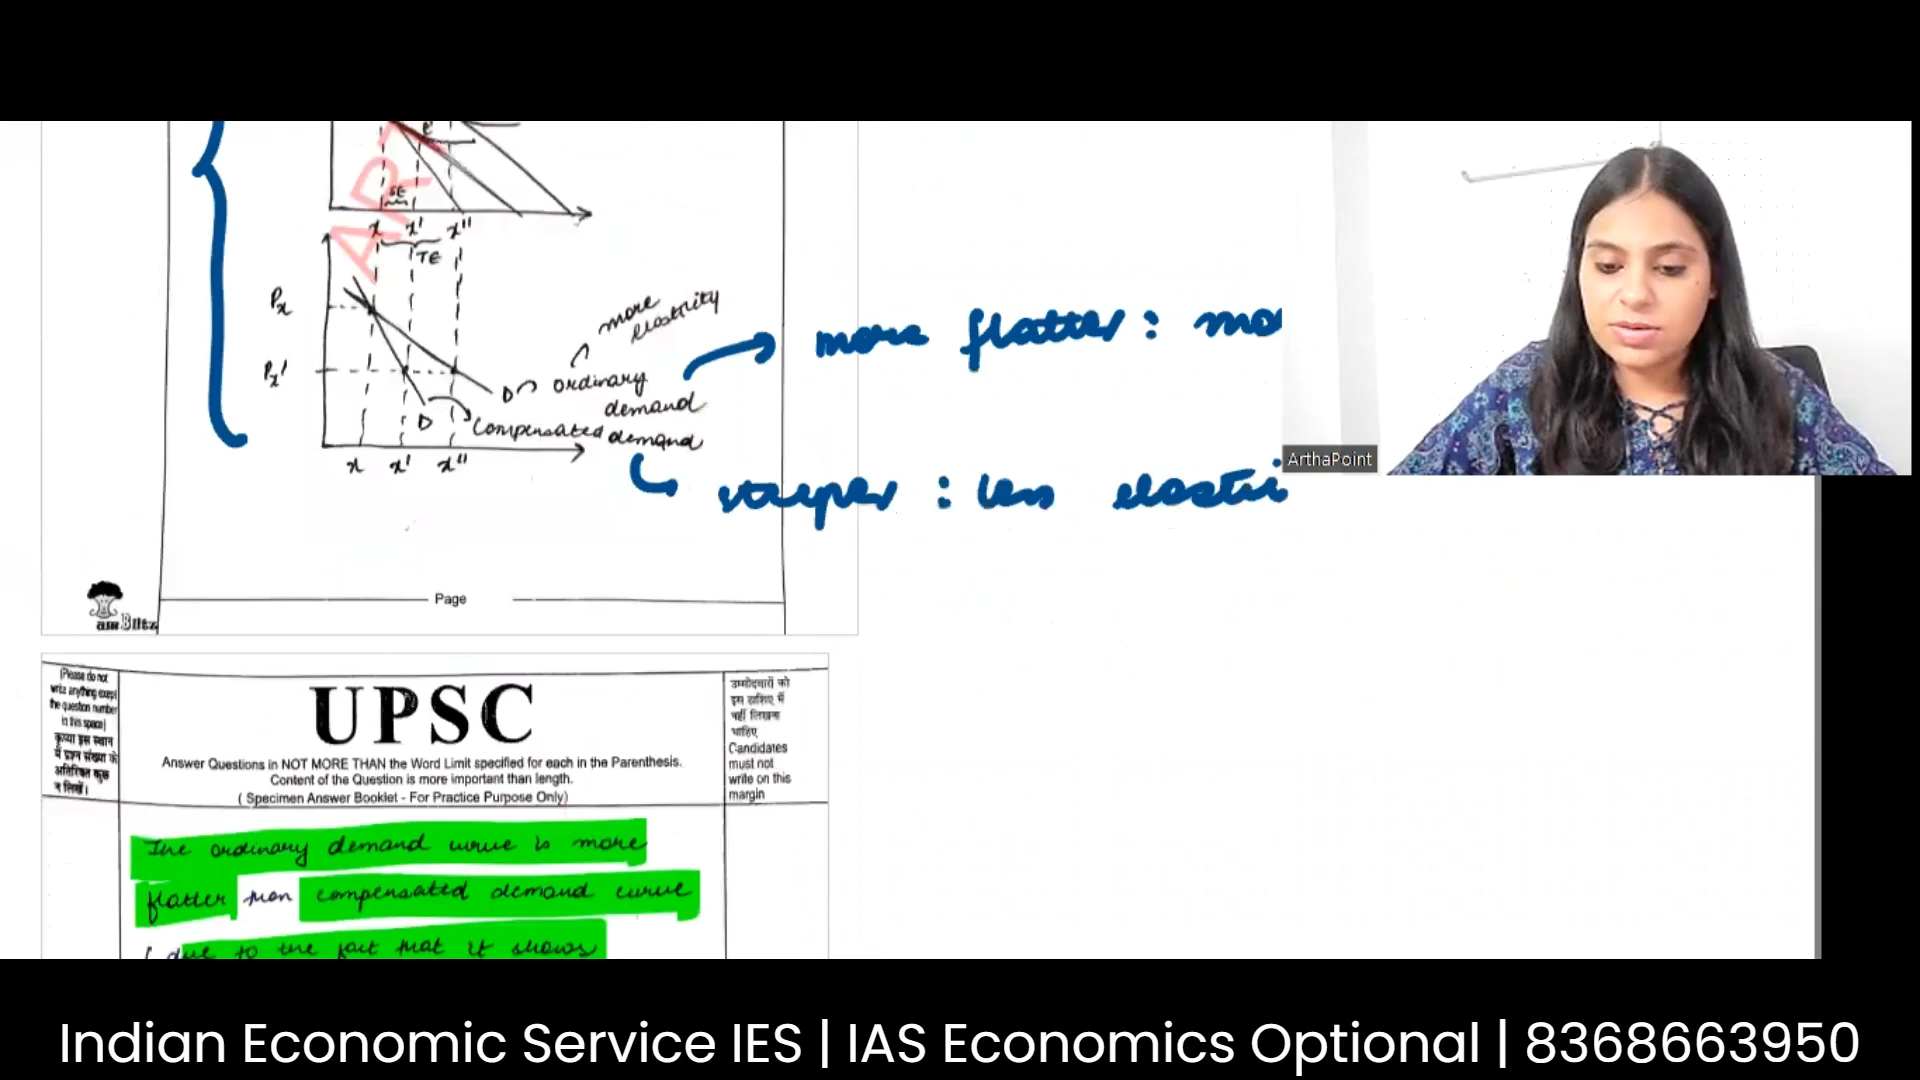 e'
SE
x x' x"
TE
Px
Px'
more
elasticity
D ordinary
demand
D compensated demand
x x' x"
more flatter : mo
steeper : less elasti
ArthaPoint
Page
UPSC
Answer Questions in NOT MORE THAN the Word Limit specified for each in the Parenthesis.
Content of the Question is more important than length.
( Specimen Answer Booklet - For Practice Purpose Only)
(Please do not
write anything except
the question number
in this space)
कृपया इस स्थान
में प्रश्न संख्या के
अतिरिक्त कुछ
न लिखें।
उम्मीदवारों को
इस हाशिए में
नहीं लिखना
चाहिए
Candidates
must not
write on this
margin
The ordinary demand curve is more
flatter than compensated demand curve
( due to the fact that it shows
Indian Economic Service IES | IAS Economics Optional | 8368663950